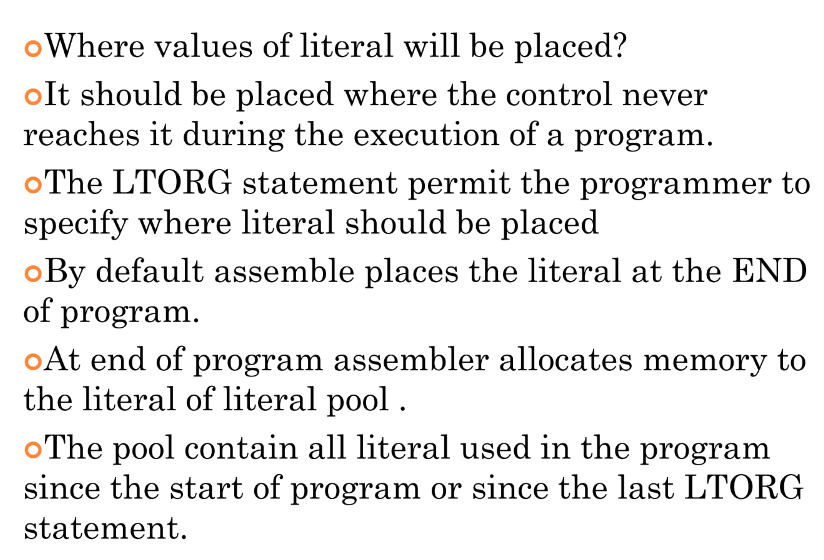 Where values of literal will be placed?
It should be placed where the control never
reaches it during the execution of a program.
The LTORG statement permit the programmer to
specify where literal should be placed
By default assemble places the literal at the END
of program.
At end of program assembler allocates memory to
the literal of literal pool .
The pool contain all literal used in the program
since the start of program or since the last LTORG
statement.